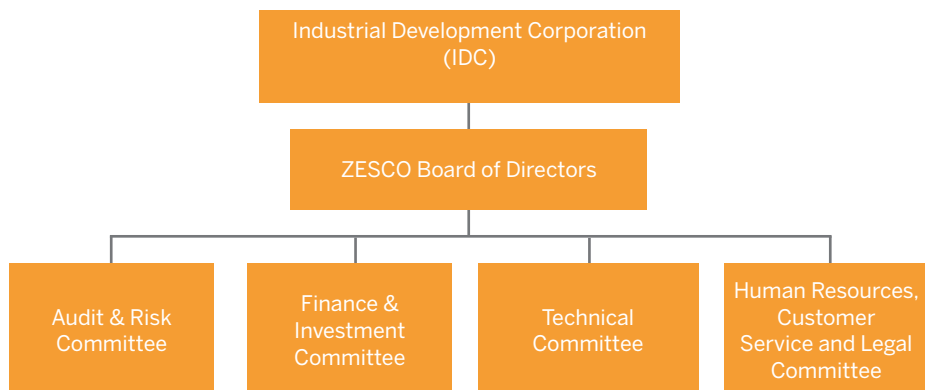 Industrial Development Corporation
(IDC)
ZESCO Board of Directors
Audit & Risk
Committee
Finance &
Investment
Committee
Technical
Committee
Human Resources,
Customer
Service and Legal
Committee